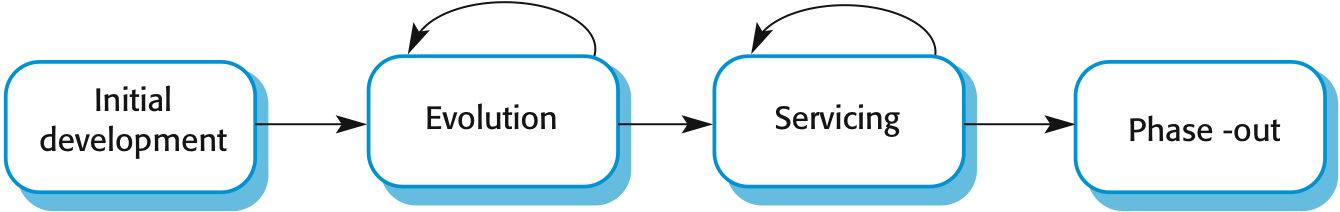 Initial
development
Evolution
Servicing
Phase -out